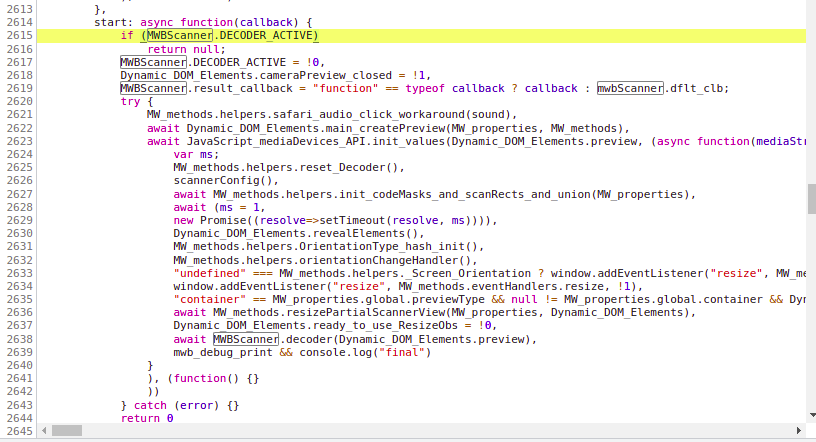 2613 },
2614 start: async function(callback) {
2615 if (MWBScanner.DECODER_ACTIVE)
2616 return null;
2617 MWBScanner.DECODER_ACTIVE = !0,
2618 Dynamic_DOM_Elements.cameraPreview_closed = !1,
2619 MWBScanner.result_callback = "function" == typeof callback ? callback : mwbScanner.dflt_clb;
2620 try {
2621 MW_methods.helpers.safari_audio_click_workaround(sound),
2622 await Dynamic_DOM_Elements.main_createPreview(MW_properties, MW_methods),
2623 await JavaScript_mediaDevices_API.init_values(Dynamic_DOM_Elements.preview, (async function(mediaStr
2624 var ms;
2625 MW_methods.helpers.reset_Decoder(),
2626 scannerConfig(),
2627 await MW_methods.helpers.init_codeMasks_and_scanRects_and_union(MW_properties),
2628 await (ms = 1,
2629 new Promise((resolve=>setTimeout(resolve, ms)))),
2630 Dynamic_DOM_Elements.revealElements(),
2631 MW_methods.helpers.OrientationType_hash_init(),
2632 MW_methods.helpers.orientationChangeHandler(),
2633 "undefined" === MW_methods.helpers._Screen_Orientation ? window.addEventListener("resize", MW_me
2634 window.addEventListener("resize", MW_methods.eventHandlers.resize, !1),
2635 "container" == MW_properties.global.previewType && null != MW_properties.global.container && Dyn
2636 await MW_methods.resizePartialScannerView(MW_properties, Dynamic_DOM_Elements),
2637 Dynamic_DOM_Elements.ready_to_use_ResizeObs = !0,
2638 await MWBScanner.decoder(Dynamic_DOM_Elements.preview),
2639 mwb_debug_print && console.log("final")
2640 }
2641 ), (function() {}
2642 ))
2643 } catch (error) {}
2644 return 0
2645